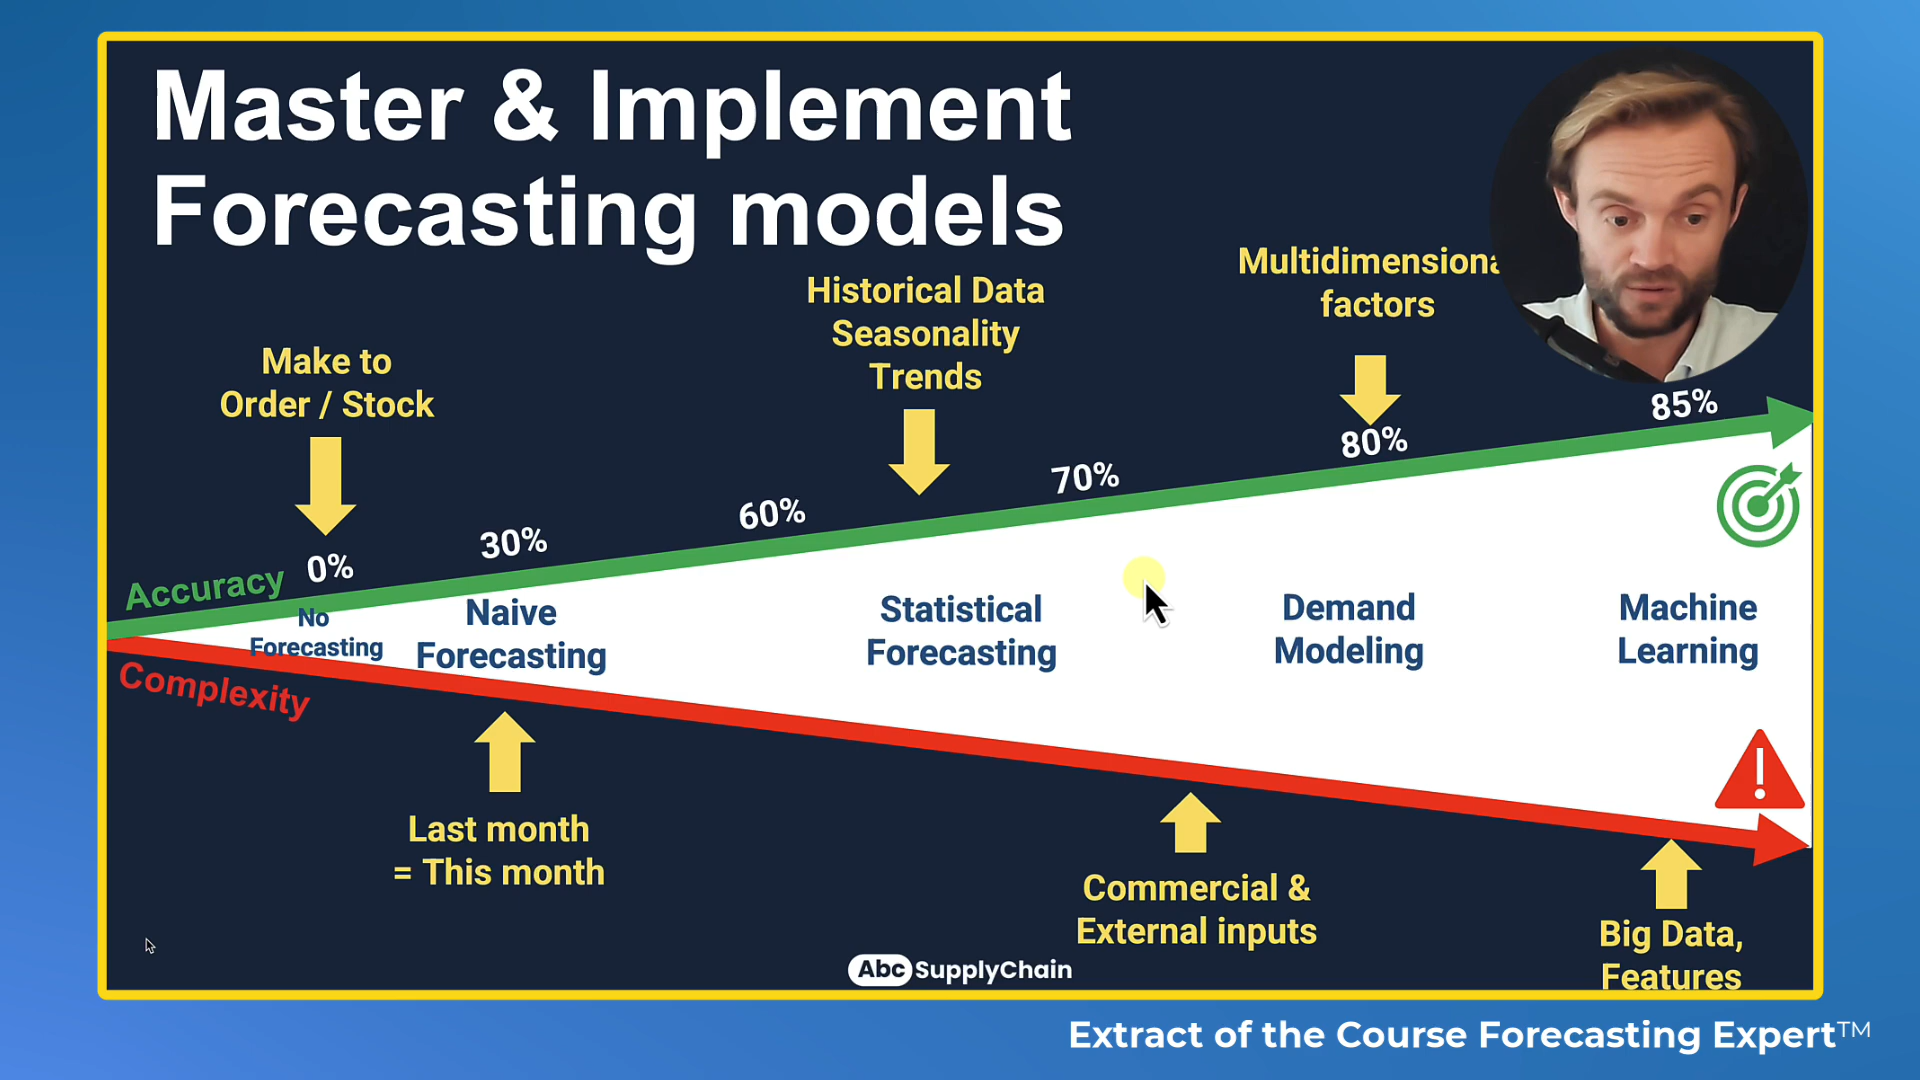 Master & Implement
Forecasting models
Make to
Order / Stock
Historical Data
Seasonality
Trends
factors
0%
30%
60%
70%
80%
85%
Accuracy
No
Forecasting
Naive
Forecasting
Statistical
Forecasting
Demand
Modeling
Machine
Learning
Complexity
Last month
= This month
Commercial &
External inputs
Big Data,
Features
Abc SupplyChain
Extract of the Course Forecasting Expert™